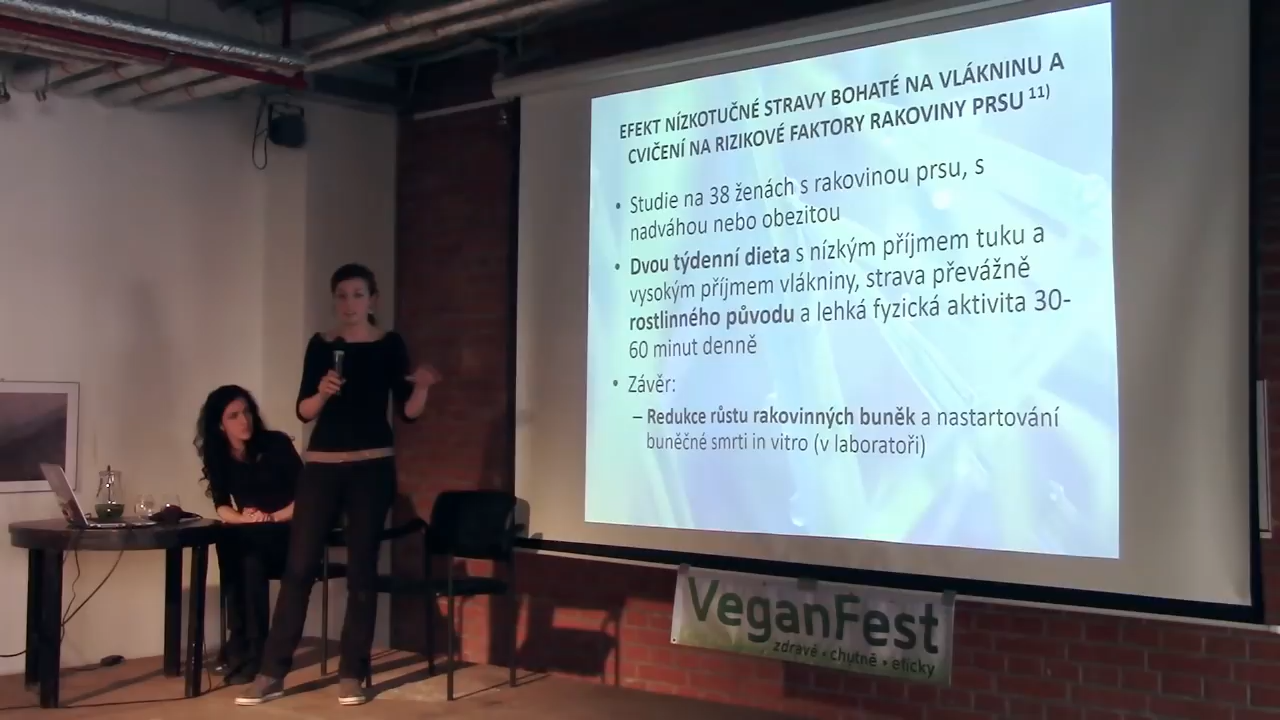 EFEKT NÍZKOTUČNÉ STRAVY BOHATÉ NA VLÁKNINU A
CVIČENÍ NA RIZIKOVÉ FAKTORY RAKOVINY PRSU 11)
• Studie na 38 ženách s rakovinou prsu, s
nadváhou nebo obezitou
• Dvou týdenní dieta s nízkým příjmem tuku a
vysokým příjmem vlákniny, strava převážně
rostlinného původu a lehká fyzická aktivita 30-
60 minut denně
• Závěr:
– Redukce růstu rakovinných buněk a nastartování
buněčné smrti in vitro (v laboratoři)
VeganFest
zdravě • chutně • eticky